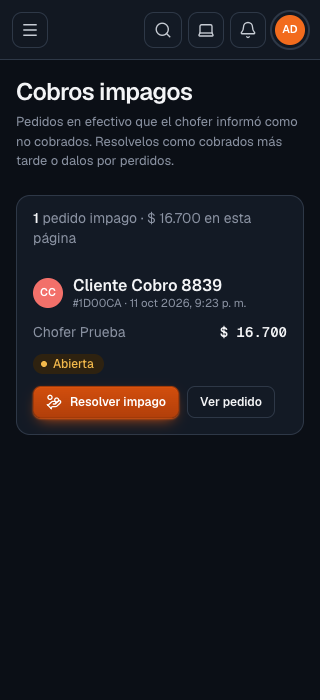 AD
Cobros impagos
Pedidos en efectivo que el chofer informó como
no cobrados. Resolvelos como cobrados más
tarde o dalos por perdidos.
1 pedido impago · $ 16.700 en esta
página
CC
Cliente Cobro 8839
#1D00CA · 11 oct 2026, 9:23 p. m.
Chofer Prueba
$ 16.700
Abierta
Resolver impago
Ver pedido